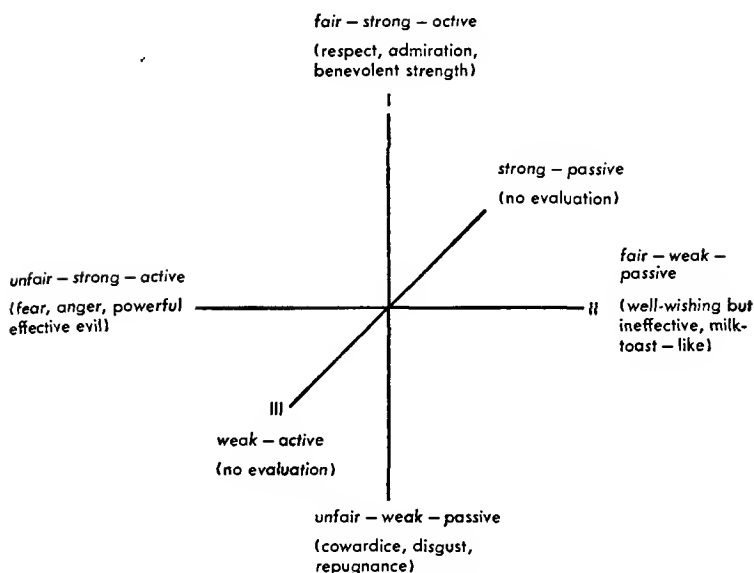 fair – strong – octive
(respect, admiration,
benevolent strength)
I
strong – passive
(no evaluation)
unfair – strong – active
(fear, anger, powerful
effective evil)
fair – weak –
passive
II
(well-wishing but
ineffective, milk-
toast – like)
III
weak – active
(no evaluation)
unfair – weak – passive
(cowardice, disgust,
repugnance)